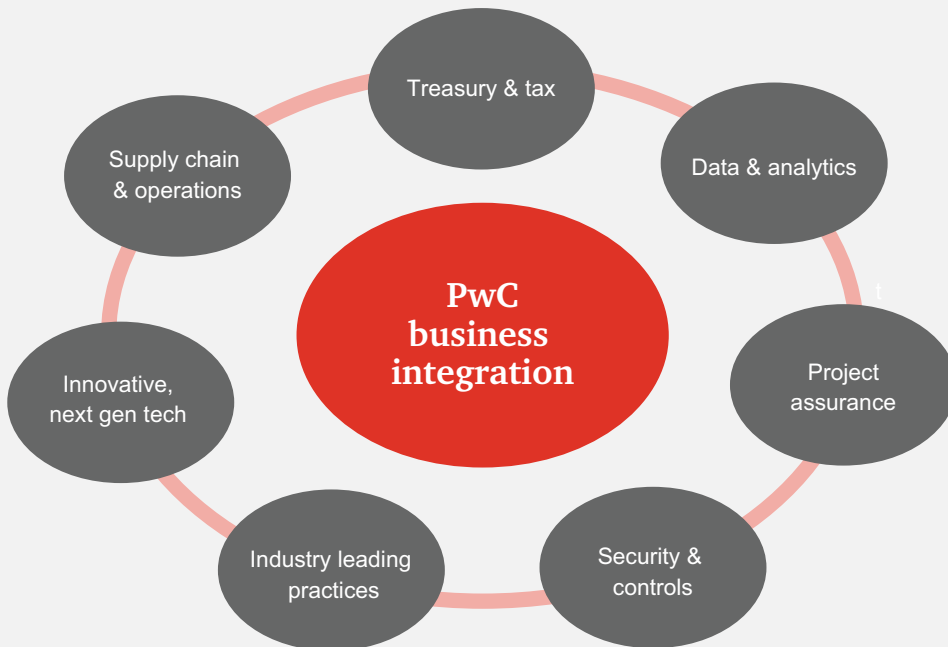 Treasury & tax
Data & analytics
t
Project
assurance
Security &
controls
Industry leading
practices
Innovative,
next gen tech
Supply chain
& operations
PwC
business
integration